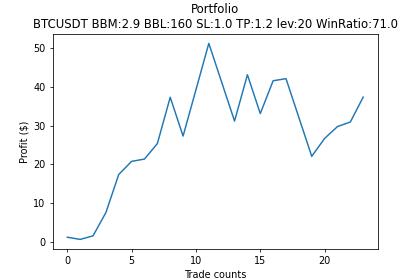 Portfolio
BTCUSDT BBM:2.9 BBL:160 SL:1.0 TP:1.2 lev:20 WinRatio:71.0
50
40
30
20
10
0
Profit ($)
0 5 10 15 20
Trade counts